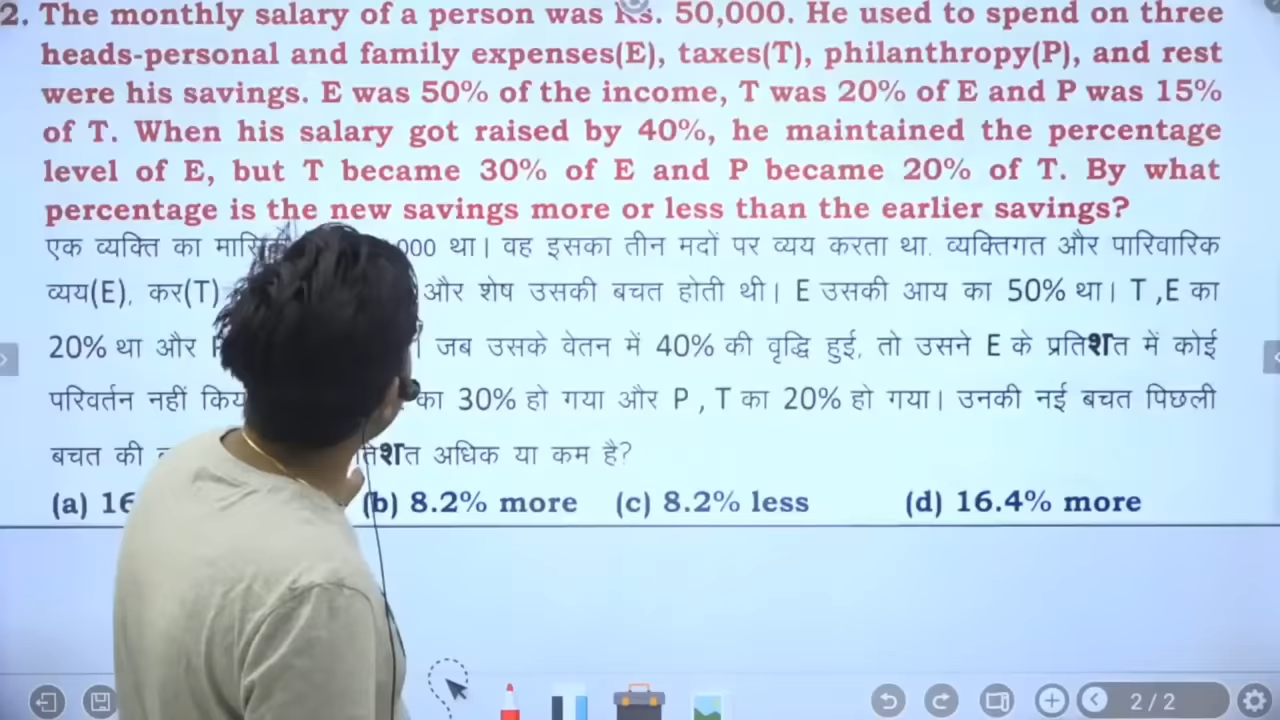 2. The monthly salary of a person was Rs. 50,000. He used to spend on three
heads-personal and family expenses(E), taxes(T), philanthropy(P), and rest
were his savings. E was 50% of the income, T was 20% of E and P was 15%
of T. When his salary got raised by 40%, he maintained the percentage
level of E, but T became 30% of E and P became 20% of T. By what
percentage is the new savings more or less than the earlier savings?
एक व्यक्ति का 000 था। वह इसका तीन मदों पर व्यय करता था. व्यक्तिगत और पारिवारिक
व्यय(E), कर(T) और शेष उसकी बचत होती थी। E उसकी आय का 50% था। T ,E का
20% था और जब उसके वेतन में 40% की वृद्धि हुई, तो उसने E के प्रतिशत में कोई
परिवर्तन नहीं का 30% हो गया और P , T का 20% हो गया। उनकी नई बचत पिछली
बचत की अधिक या कम है?
(a) 16 (b) 8.2% more (c) 8.2% less (d) 16.4% more
2 / 2